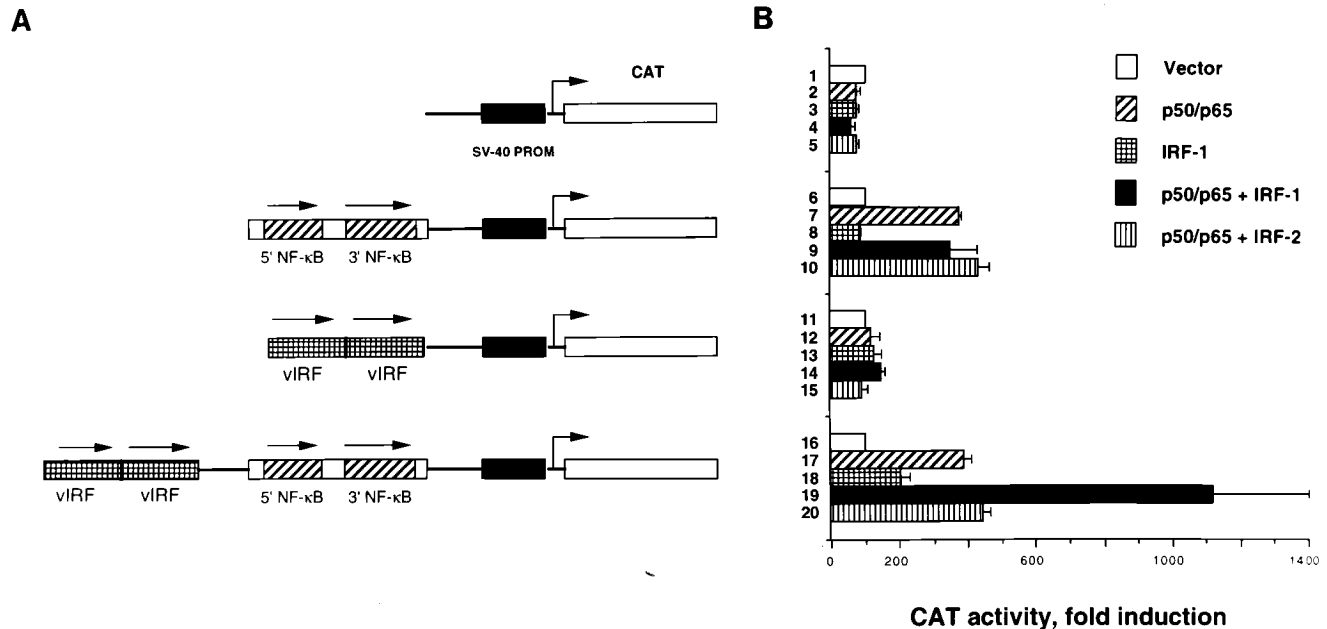 A
CAT
SV-40 PROM
5' NF-κB 3' NF-κB
vIRF vIRF
vIRF vIRF 5' NF-κB 3' NF-κB
B
1
2
3
4
5
6
7
8
9
10
11
12
13
14
15
16
17
18
19
20
Vector
p50/p65
IRF-1
p50/p65 + IRF-1
p50/p65 + IRF-2
0 200 600 1000 1400
CAT activity, fold induction